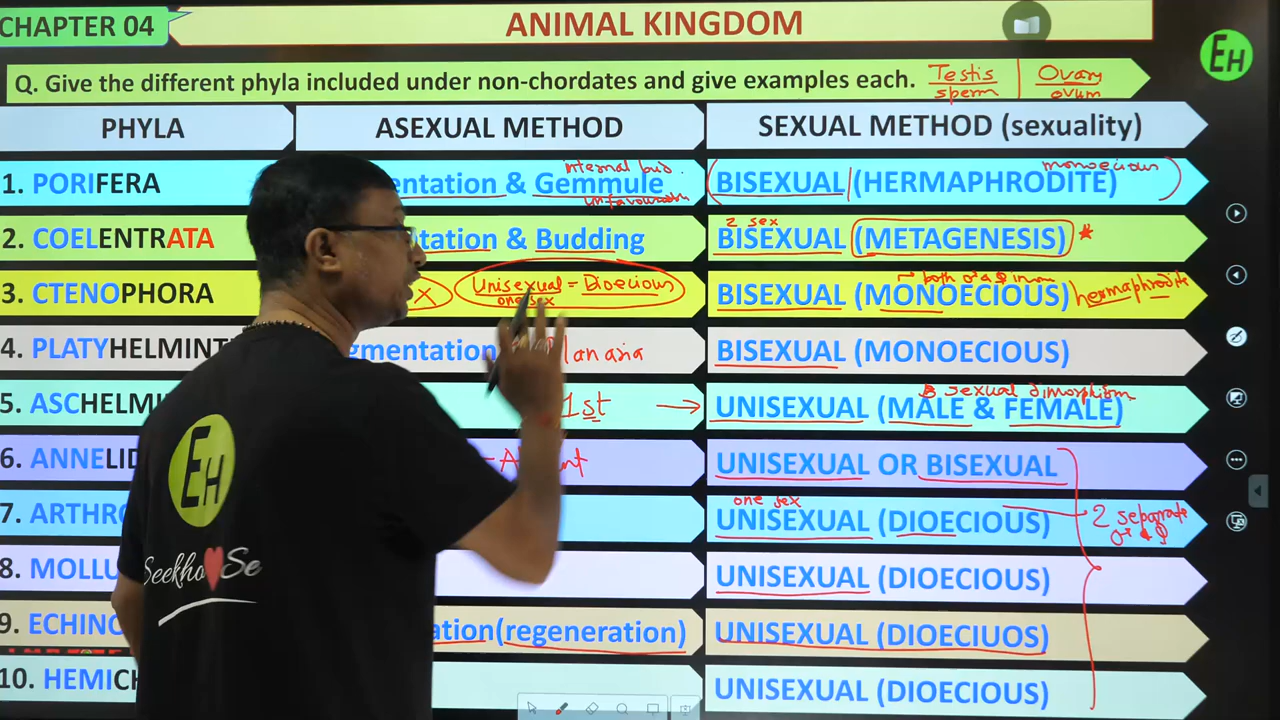 CHAPTER 04
ANIMAL KINGDOM
EH
Q. Give the different phyla included under non-chordates and give examples each.
Testis
sperm
Ovary
ovum
PHYLA
ASEXUAL METHOD
SEXUAL METHOD (sexuality)
1. PORIFERA
entation & Gemmule
internal bud
BISEXUAL (HERMAPHRODITE)
monoecious
2. COELENTRATA
tation & Budding
2 sex
BISEXUAL (METAGENESIS) *
3. CTENOPHORA
X
Unisexual = Dioecious
one sex
BISEXUAL (MONOECIOUS) hermaphrodite
4. PLATYHELMINT
gmentation
BISEXUAL (MONOECIOUS)
5. ASCHELMI
1st →
sexual dimorphism
UNISEXUAL (MALE & FEMALE)
6. ANNELID
UNISEXUAL OR BISEXUAL
7. ARTHRO
one sex
UNISEXUAL (DIOECIOUS)
2 separate
♂ & ♀
8. MOLLU
UNISEXUAL (DIOECIOUS)
9. ECHINO
ation(regeneration)
UNISEXUAL (DIOECIUOS)
10. HEMICH
UNISEXUAL (DIOECIOUS)
EH
Seekho Se